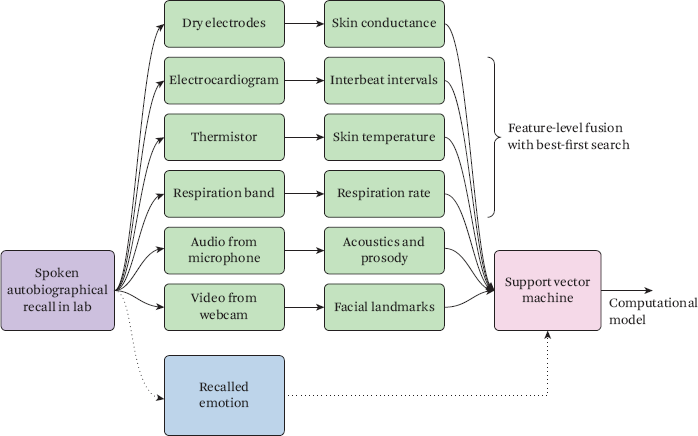 Dry electrodes
Skin conductance
Electrocardiogram
Interbeat intervals
Thermistor
Skin temperature
Feature-level fusion
with best-first search
Respiration band
Respiration rate
Audio from
microphone
Acoustics and
prosody
Spoken
autobiographical
recall in lab
Video from
webcam
Facial landmarks
Support vector
machine
Computational
model
Recalled
emotion